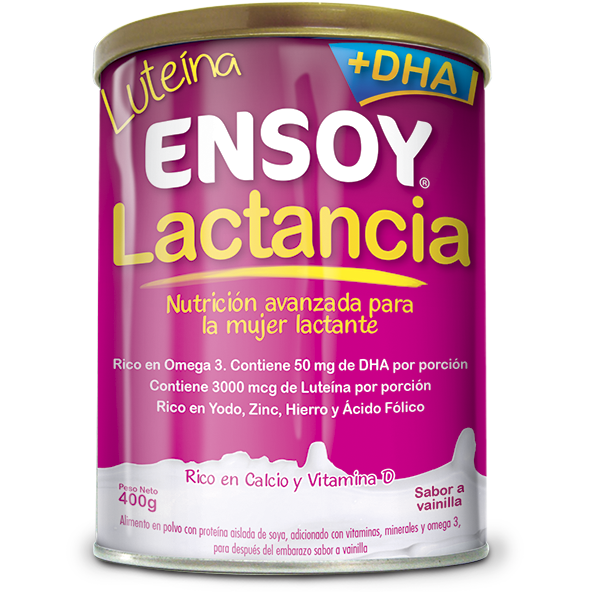 Luteína
+DHA
ENSOY®
Lactancia
Nutrición avanzada para
la mujer lactante
Rico en Omega 3. Contiene 50 mg de DHA por porción
Contiene 3000 mcg de Luteína por porción
Rico en Yodo, Zinc, Hierro y Ácido Fólico
Rico en Calcio y Vitamina D
Peso Neto
400g
Sabor a
vainilla
Alimento en polvo con proteína aislada de soya, adicionado con vitaminas, minerales y omega 3,
para después del embarazo sabor a vainilla